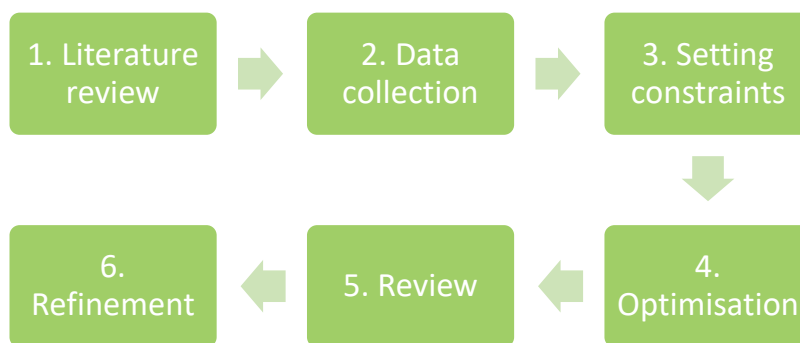 1. Literature
review
2. Data
collection
3. Setting
constraints
4.
Optimisation
5. Review
6.
Refinement